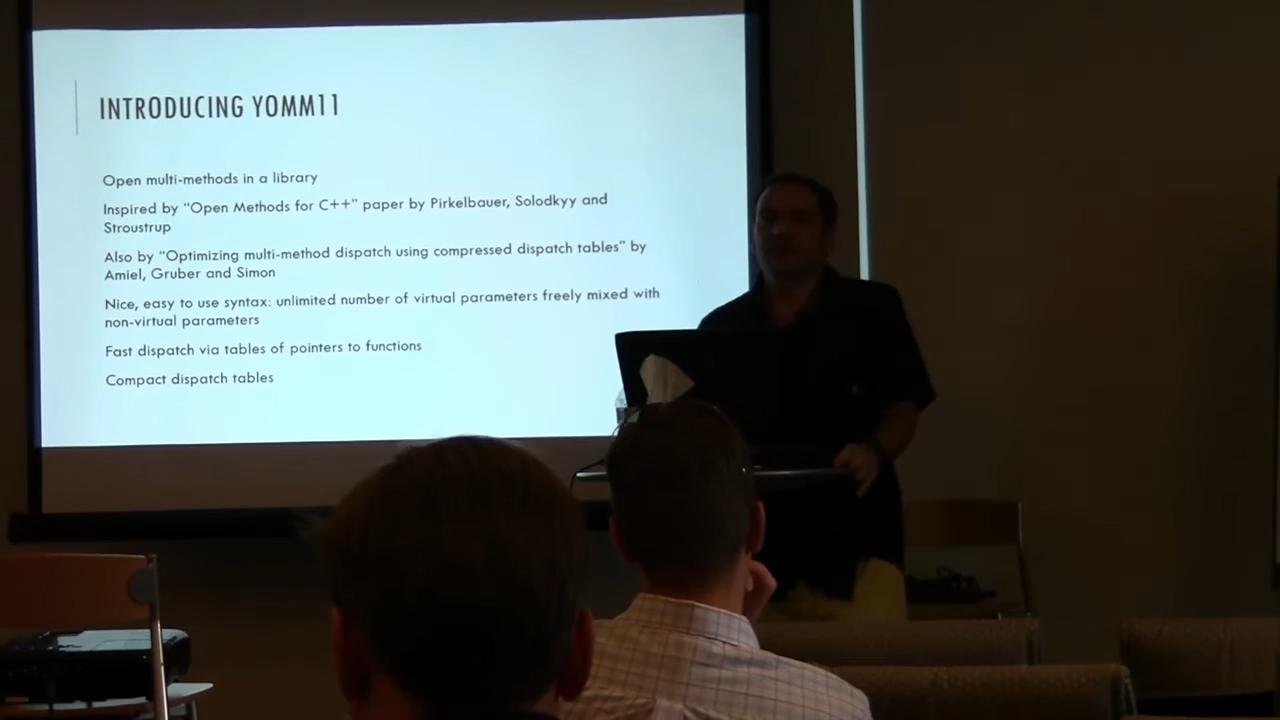 INTRODUCING YOMM11
Open multi-methods in a library
Inspired by “Open Methods for C++” paper by Pirkelbauer, Solodkyy and
Stroustrup
Also by “Optimizing multi-method dispatch using compressed dispatch tables” by
Amiel, Gruber and Simon
Nice, easy to use syntax: unlimited number of virtual parameters freely mixed with
non-virtual parameters
Fast dispatch via tables of pointers to functions
Compact dispatch tables